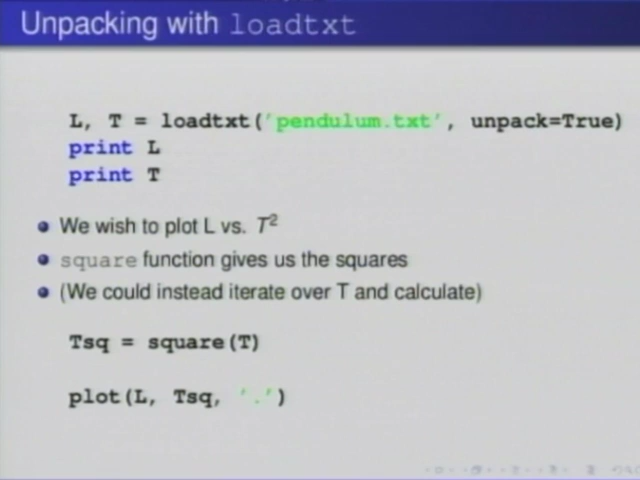 Unpacking with loadtxt
L, T = loadtxt('pendulum.txt', unpack=True)
print L
print T
We wish to plot L vs. T²
square function gives us the squares
(We could instead iterate over T and calculate)
Tsq = square(T)
plot(L, Tsq, '.')